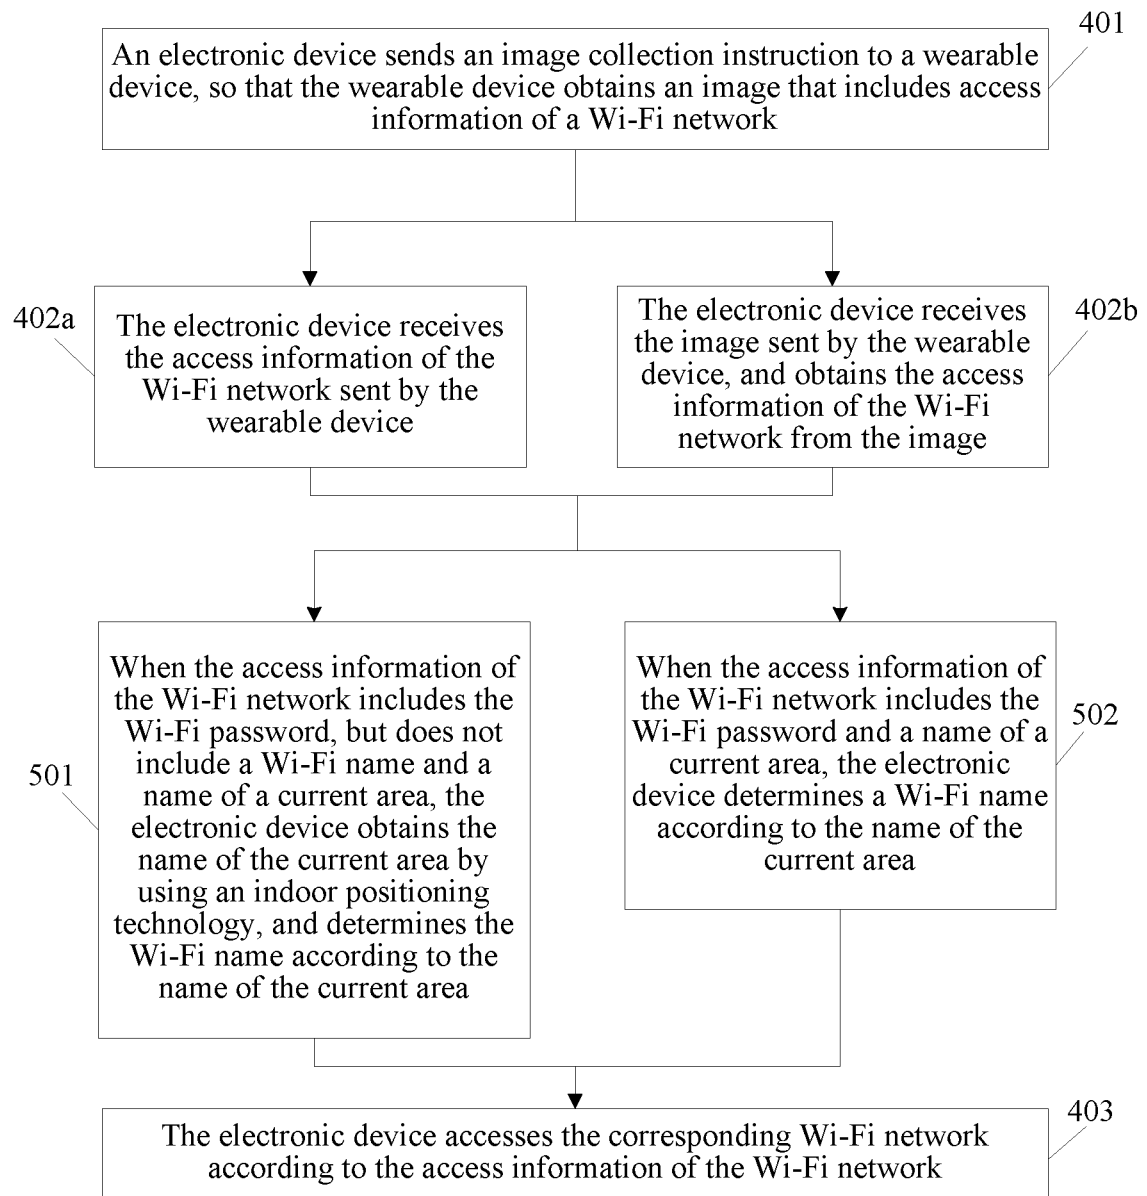 401
An electronic device sends an image collection instruction to a wearable
device, so that the wearable device obtains an image that includes access
information of a Wi-Fi network
402a
The electronic device receives
the access information of the
Wi-Fi network sent by the
wearable device
402b
The electronic device receives
the image sent by the wearable
device, and obtains the access
information of the Wi-Fi
network from the image
501
When the access information of
the Wi-Fi network includes the
Wi-Fi password, but does not
include a Wi-Fi name and a
name of a current area, the
electronic device obtains the
name of the current area by
using an indoor positioning
technology, and determines the
Wi-Fi name according to the
name of the current area
502
When the access information of
the Wi-Fi network includes the
Wi-Fi password and a name of a
current area, the electronic
device determines a Wi-Fi name
according to the name of the
current area
403
The electronic device accesses the corresponding Wi-Fi network
according to the access information of the Wi-Fi network